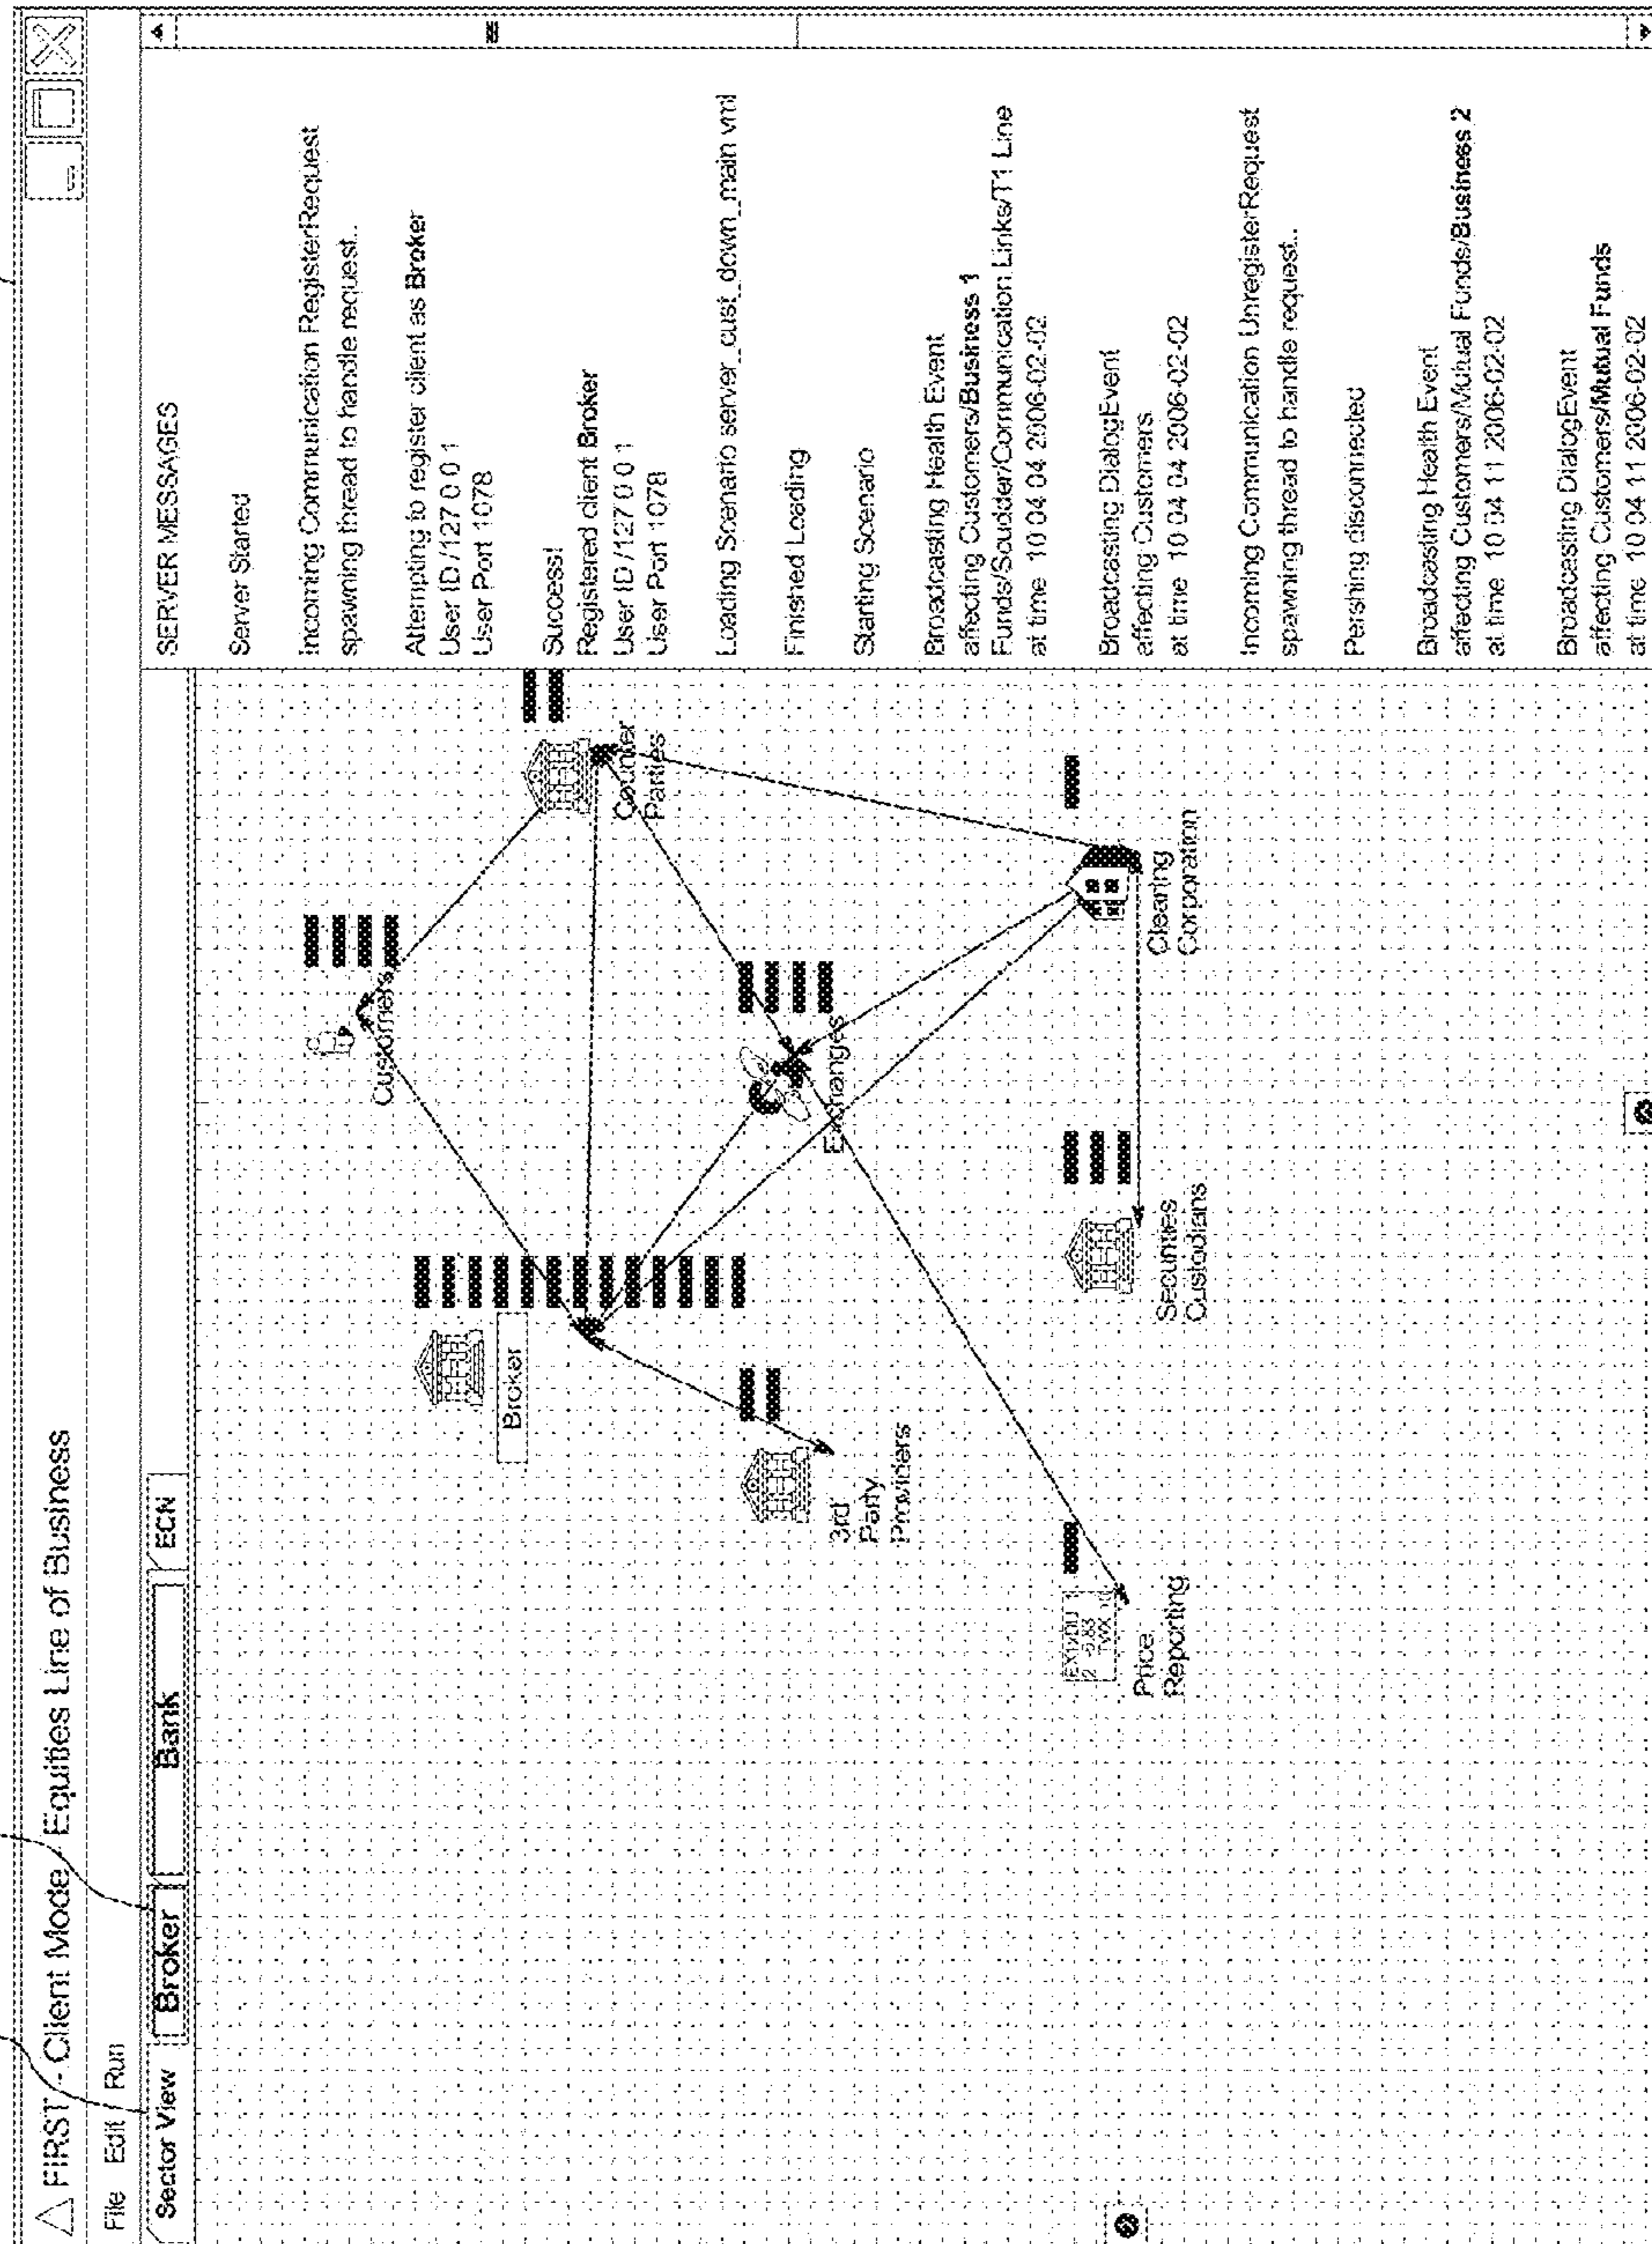 FIRST - Client Mode - Equities Line of Business
File Edit Run
Sector View Broker Bank ECN
Customers
Broker
Counter
Parties
3rd
Party
Providers
Exchanges
Price
Reporting
Securities
Custodians
Clearing
Corporation
SERVER MESSAGES
Server Started
Incoming Communication RegisterRequest
spawning thread to handle request..
Attempting to register client as Broker
User ID /127 0 0 1
User Port 1078
Success!
Registered client Broker
User ID /127 0 0 1
User Port 1078
Loading Scenario server_cust_down_main vml
Finished Loading
Starting Scenario
Broadcasting Health Event
affecting Customers/Business 1
Funds/Scudder/Communication Links/T1 Line
at time 10 04 04 2006-02-02
Broadcasting DialogEvent
affecting Customers
at time 10 04 04 2006-02-02
Incoming Communication UnregisterRequest
spawning thread to handle request..
Pershing disconnected
Broadcasting Health Event
affecting Customers/Mutual Funds/Business 2
at time 10 04 11 2006-02-02
Broadcasting DialogEvent
affecting Customers/Mutual Funds
at time 10 04 11 2006-02-02